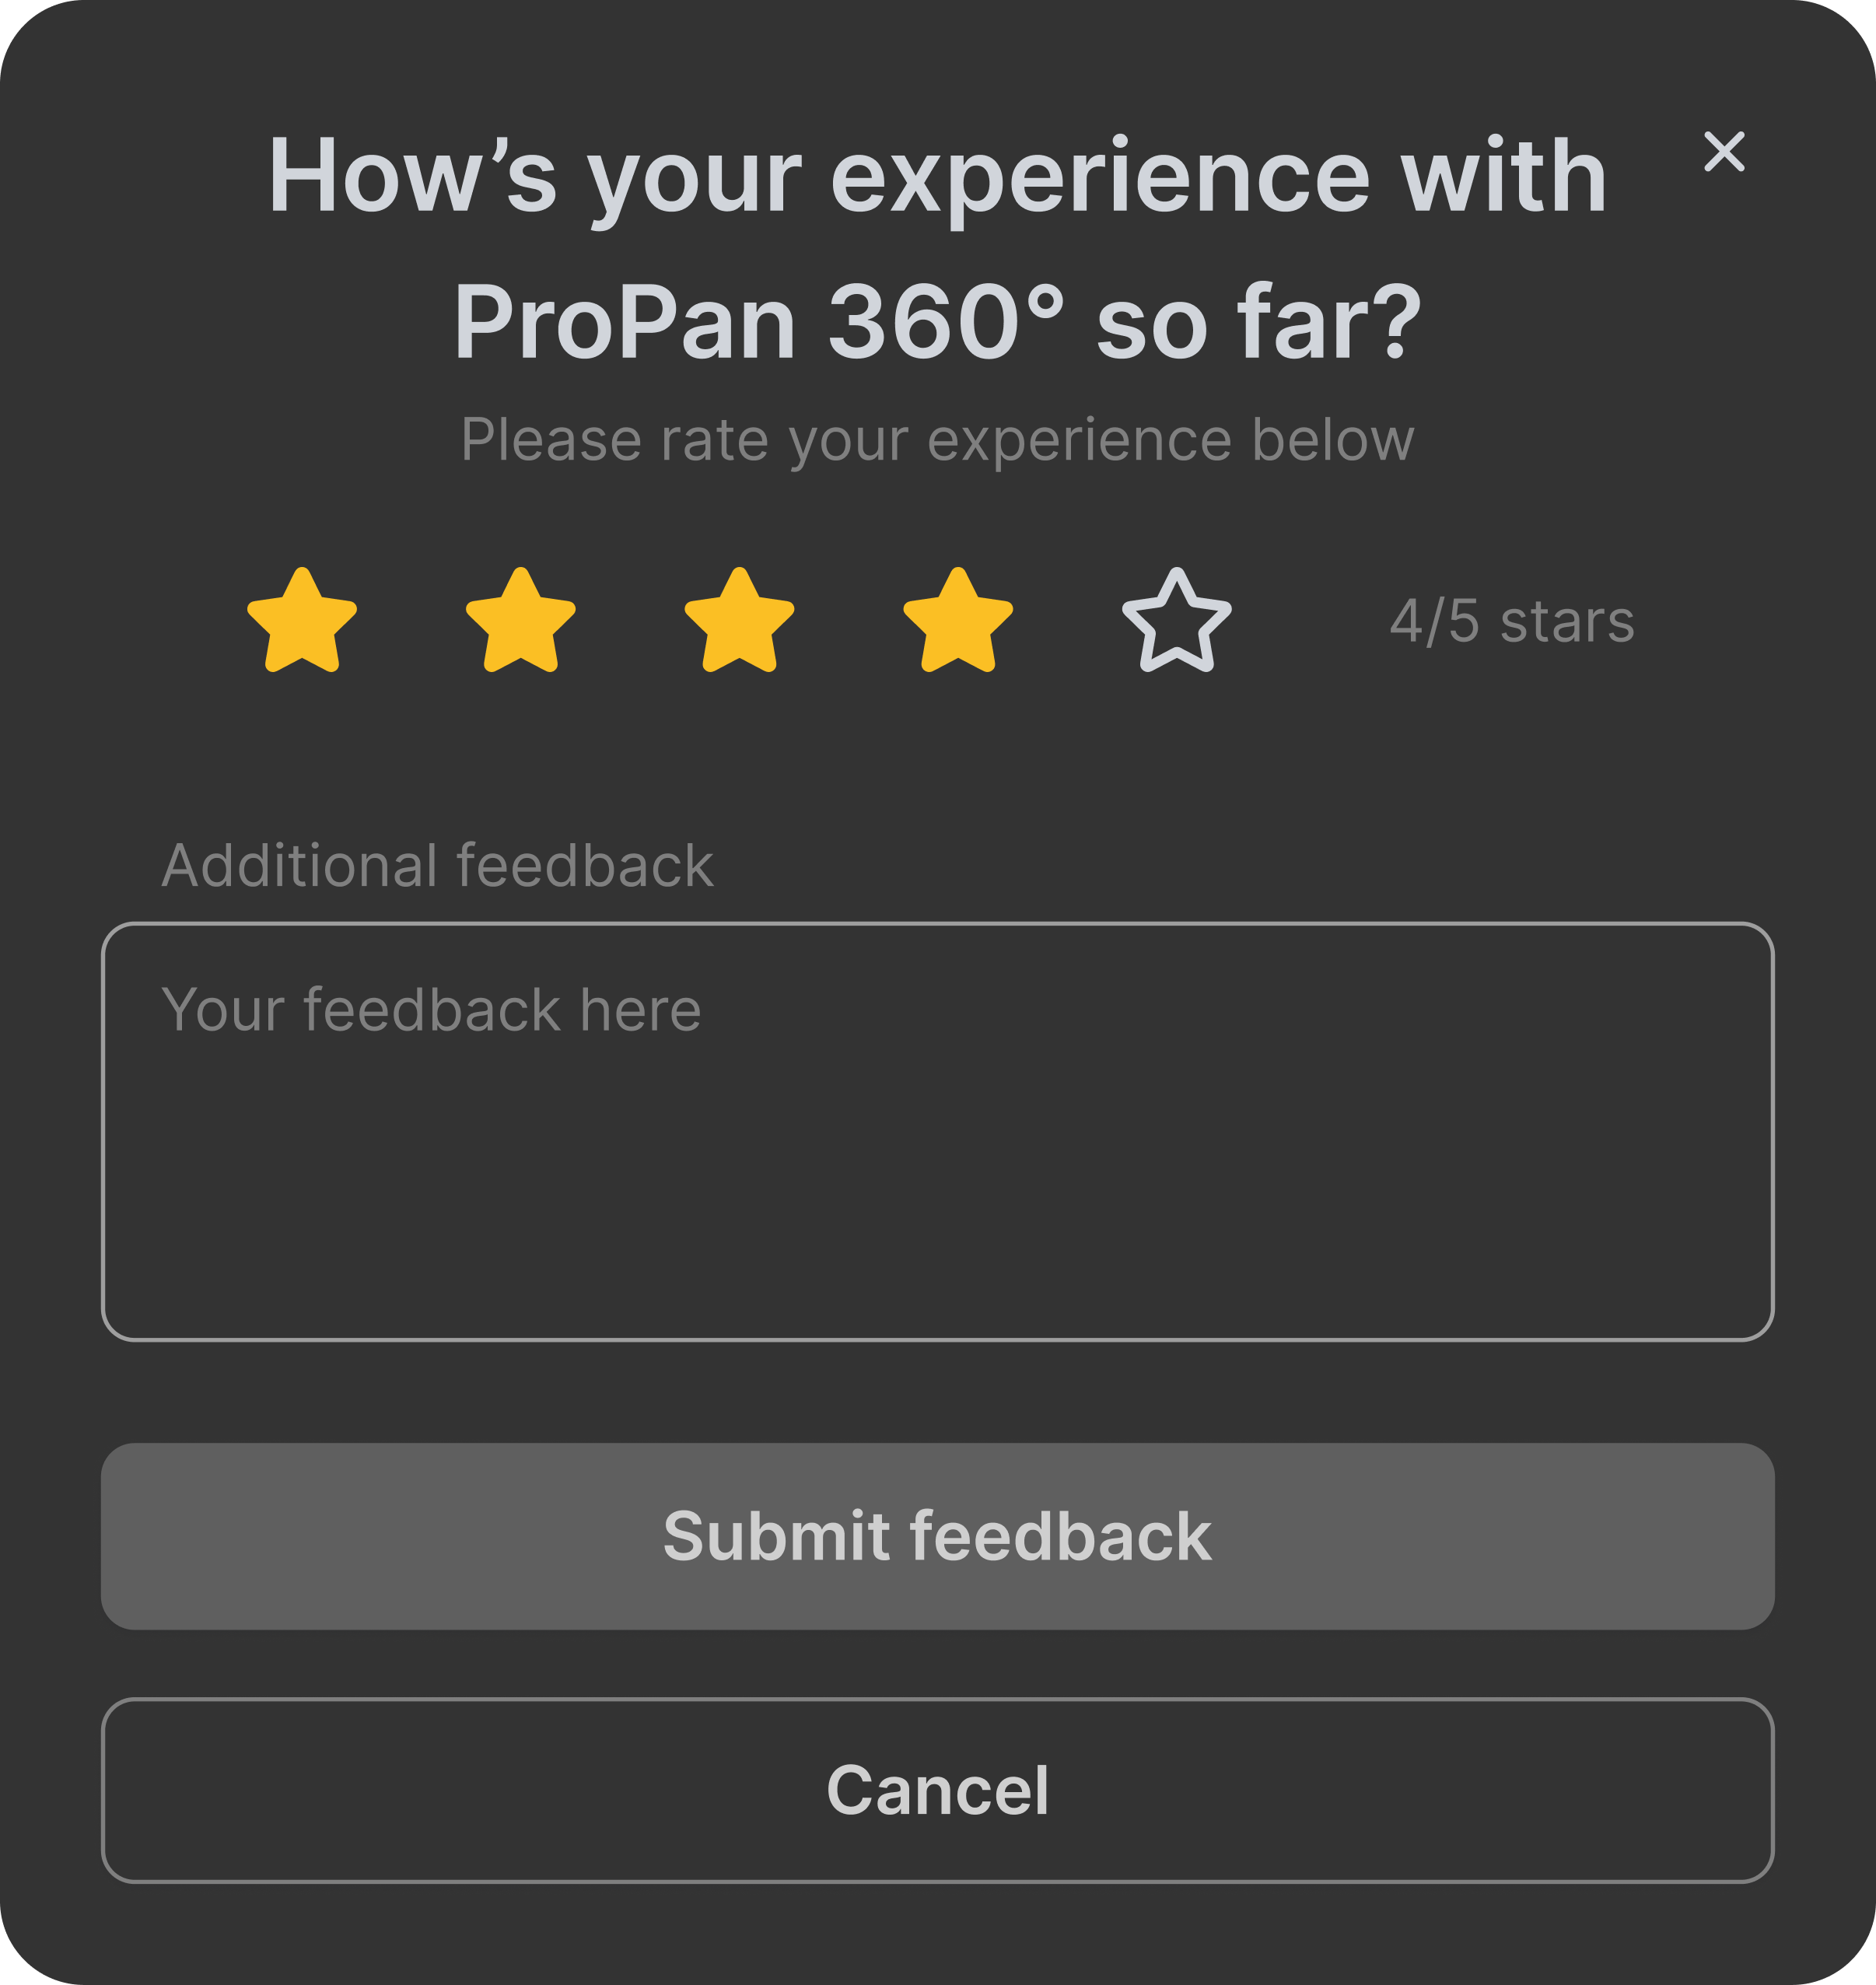 How’s your experience with
ProPan 360° so far?
Please rate your experience below
4/5 stars
Additional feedback
Your feedback here
Submit feedback
Cancel